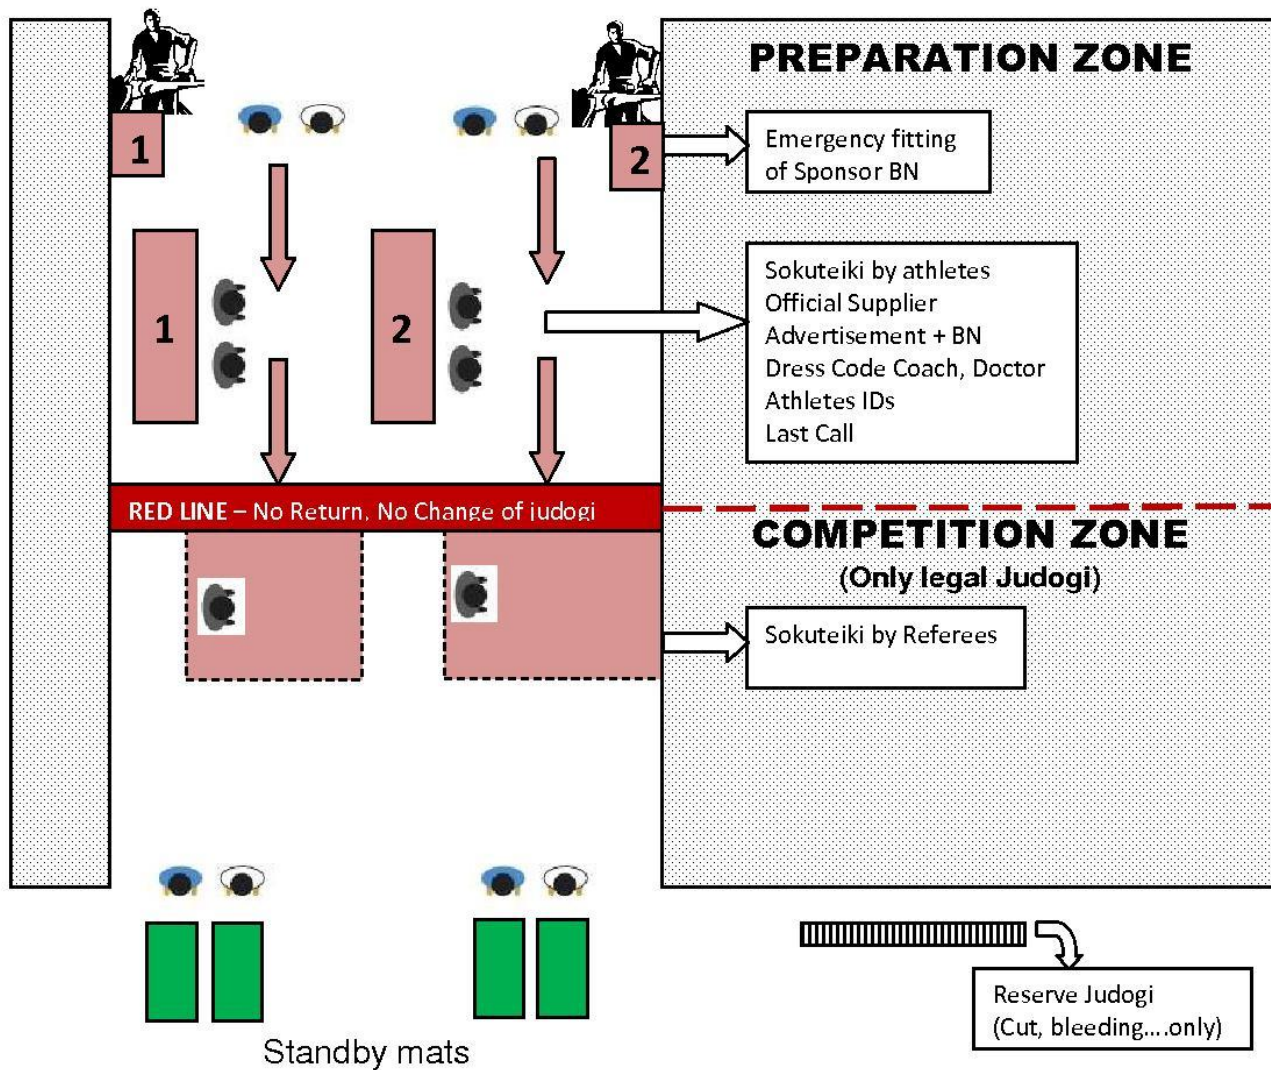 PREPARATION ZONE
1
2
Emergency fitting
of Sponsor BN
1
2
Sokuteiki by athletes
Official Supplier
Advertisement + BN
Dress Code Coach, Doctor
Athletes IDs
Last Call
RED LINE – No Return, No Change of judogi
COMPETITION ZONE
(Only legal Judogi)
Sokuteiki by Referees
Reserve Judogi
(Cut, bleeding....only)
Standby mats